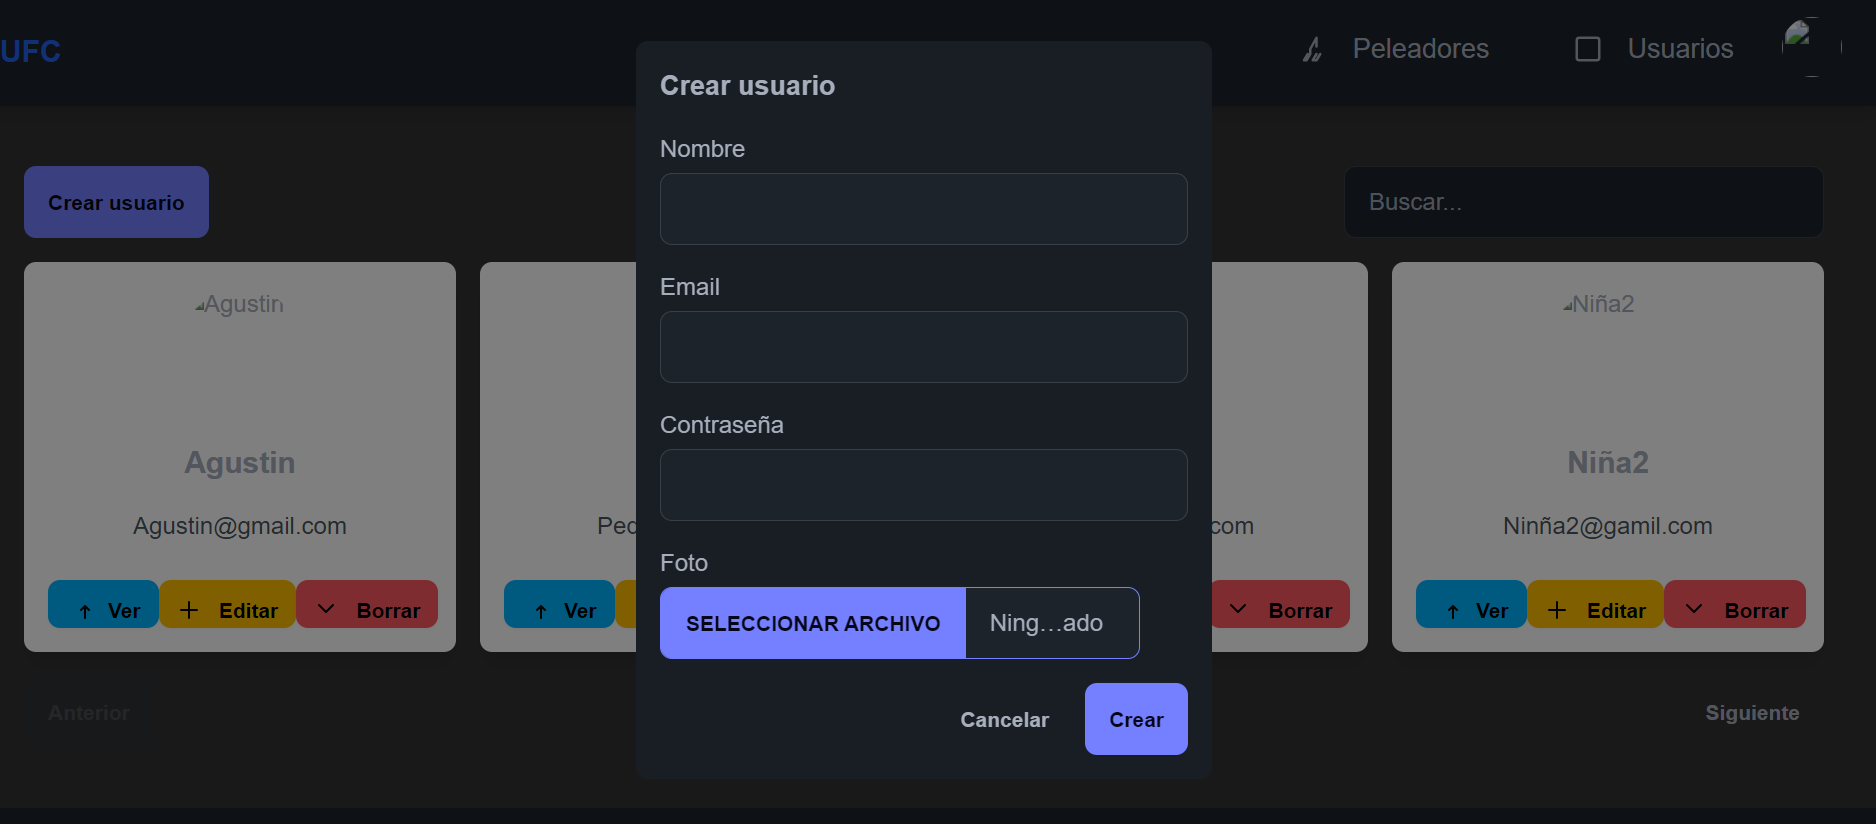 UFC
Peleadores
Usuarios
Crear usuario
Buscar...
Crear usuario
Nombre
Email
Contraseña
Foto
SELECCIONAR ARCHIVO
Ning…ado
Cancelar
Crear
Agustin
Agustin
Agustin@gmail.com
Ver
Editar
Borrar
Ped
Ver
.com
Borrar
Niña2
Niña2
Ninña2@gamil.com
Ver
Editar
Borrar
Anterior
Siguiente